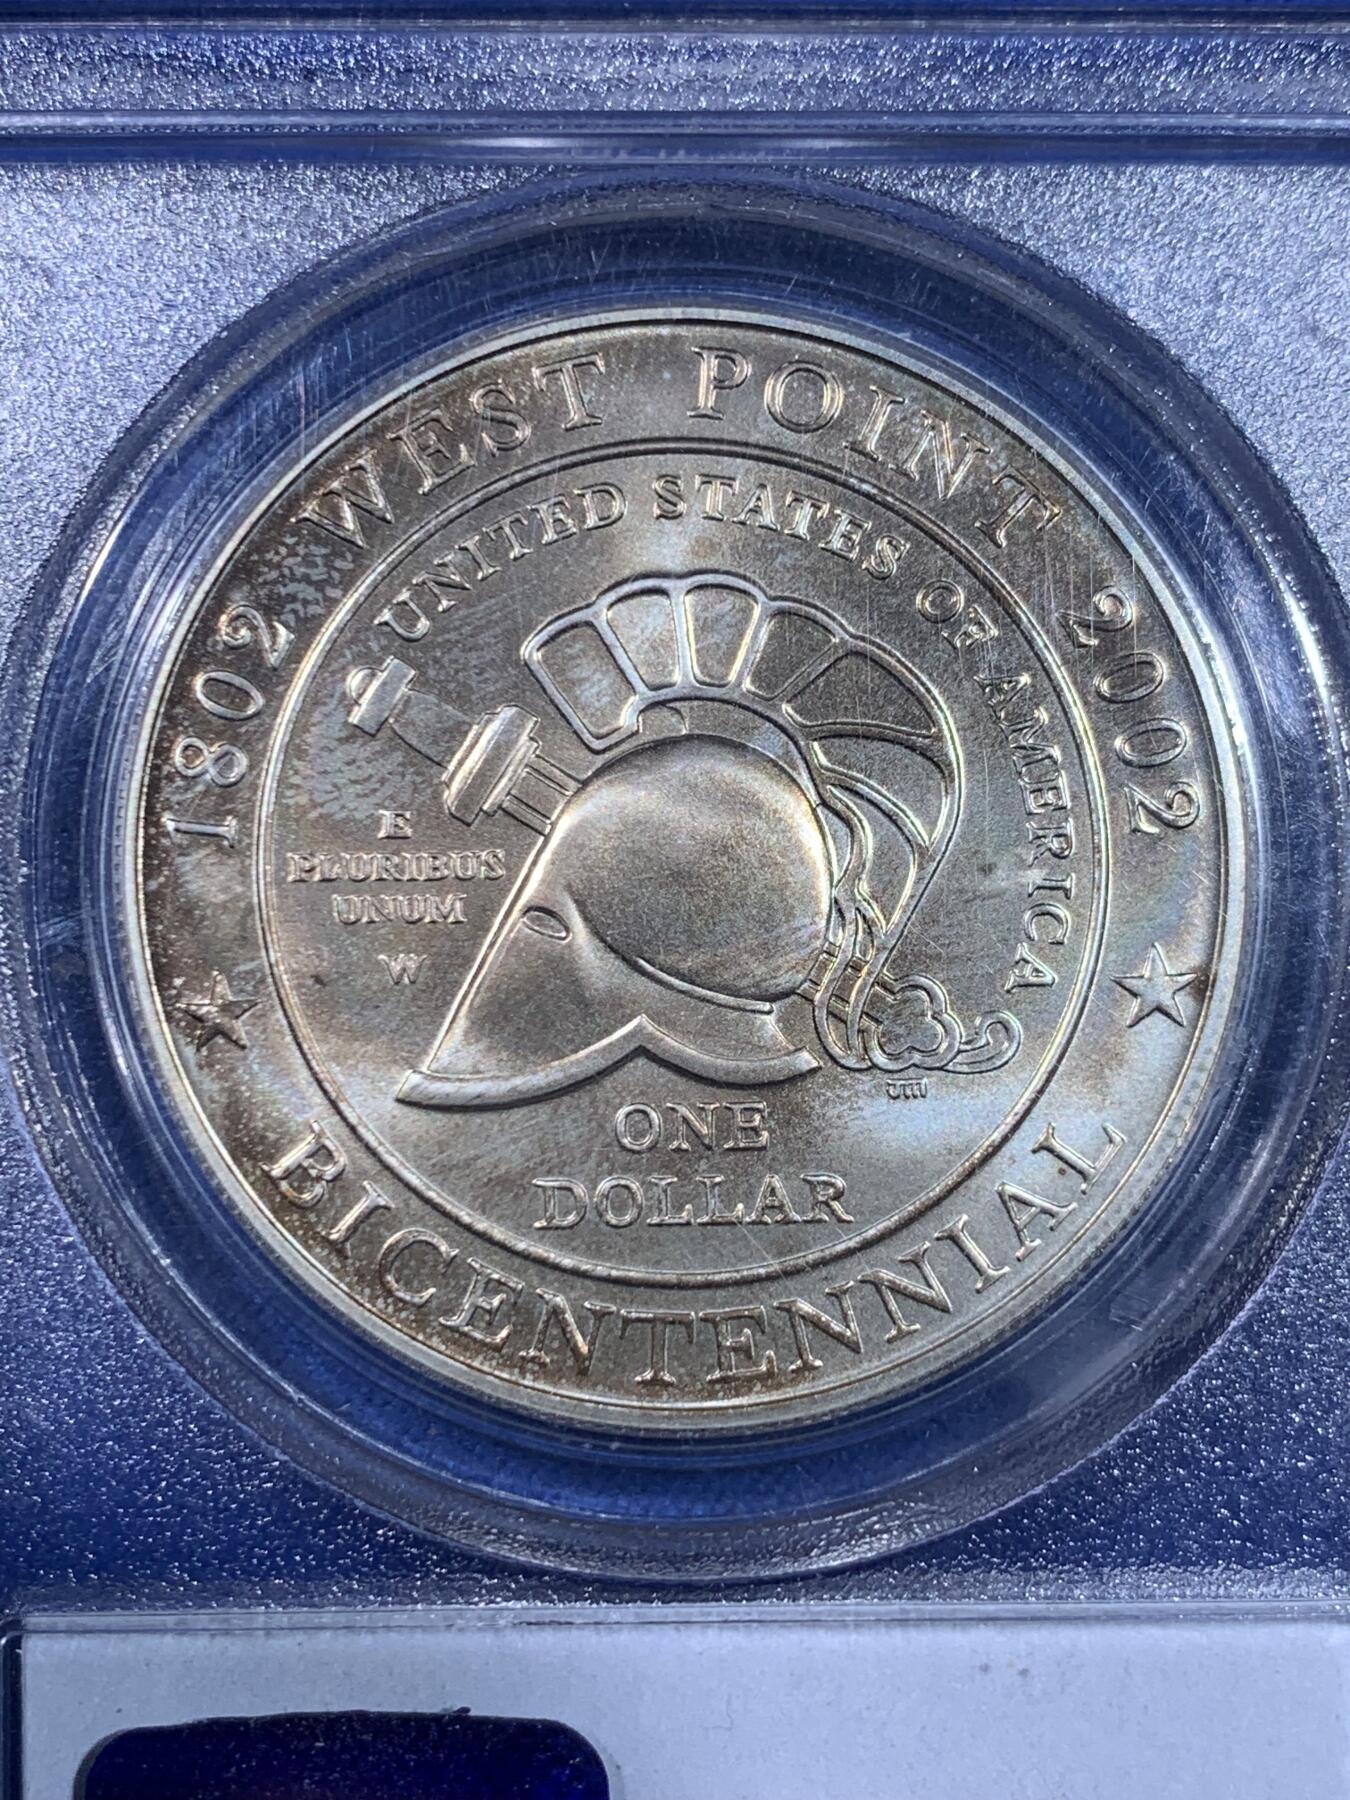 1802 WEST POINT 2002
UNITED STATES OF AMERICA
E
PLURIBUS
UNUM
W
ONE
DOLLAR
BICENTENNIAL